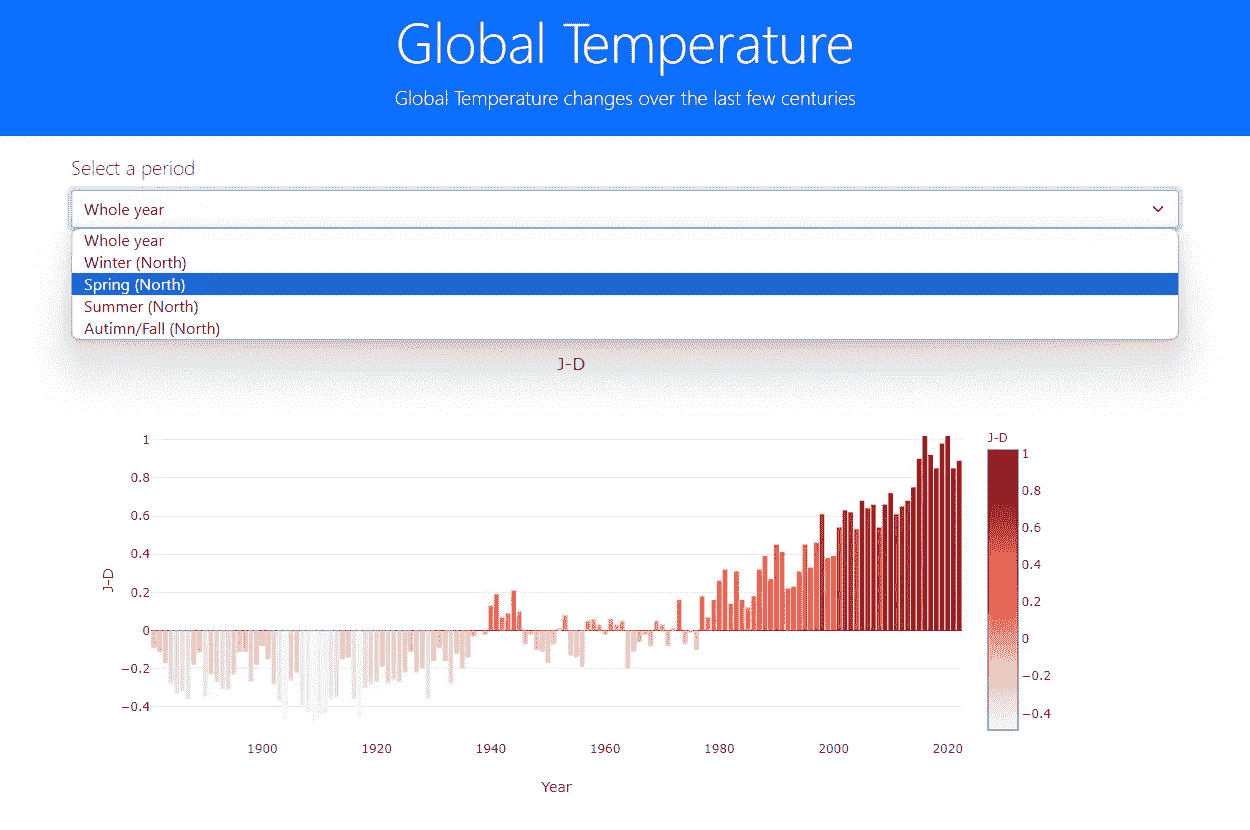 Global Temperature
Global Temperature changes over the last few centuries
Select a period
Whole year
Whole year
Winter (North)
Spring (North)
Summer (North)
Autimn/Fall (North)
J-D
J-D
1
0.8
0.6
0.4
0.2
0
−0.2
−0.4
J-D
1900
1920
1940
1960
1980
2000
2020
Year
1
0.8
0.6
0.4
0.2
0
−0.2
−0.4